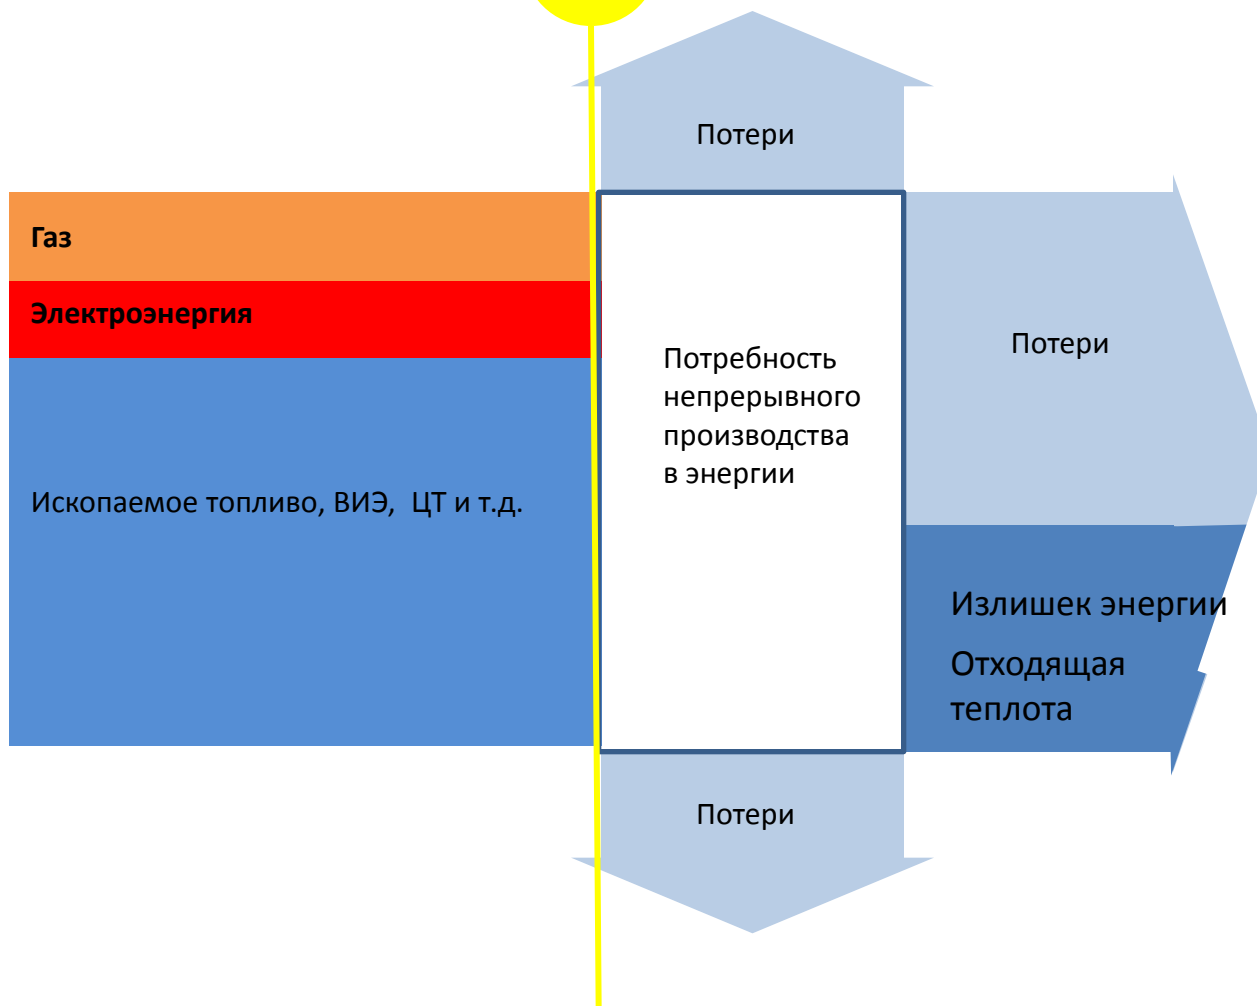 Потери
Газ
Электроэнергия
Ископаемое топливо, ВИЭ, ЦТ и т.д.
Потребность
непрерывного
производства
в энергии
Потери
Излишек энергии
Отходящая
теплота
Потери